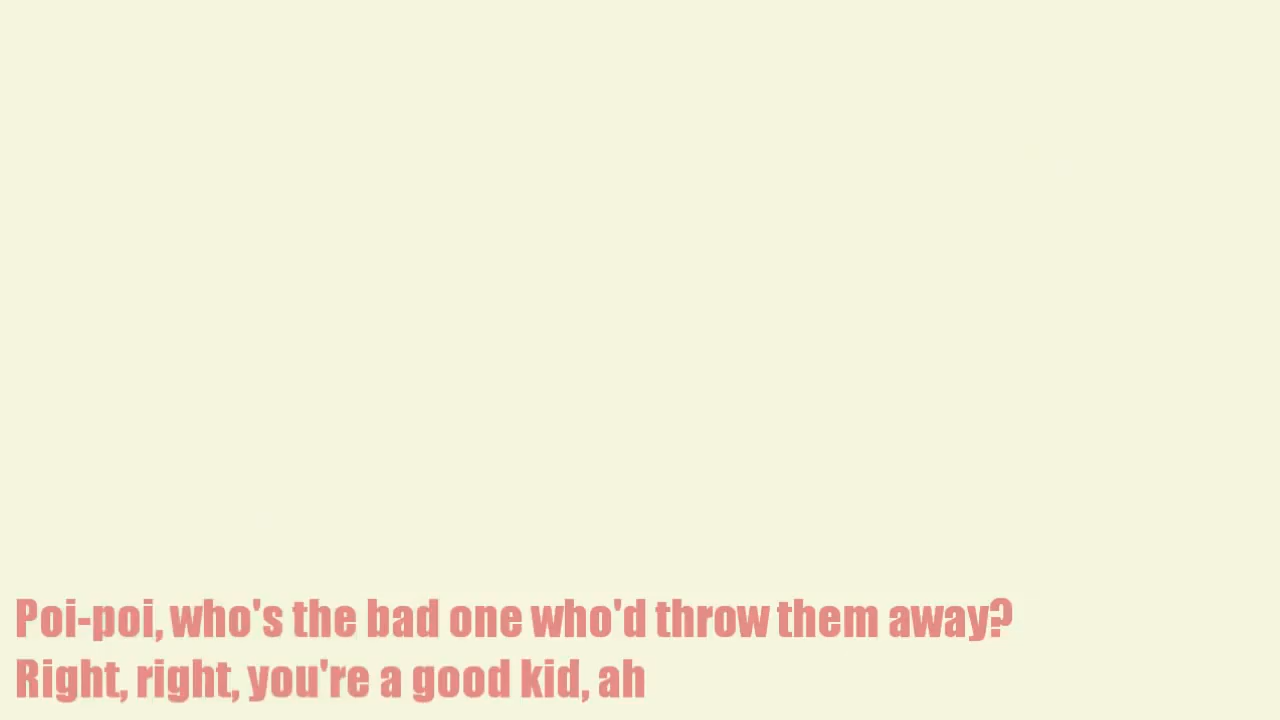 Poi-poi, who's the bad one who'd throw them away?
Right, right, you're a good kid, ah